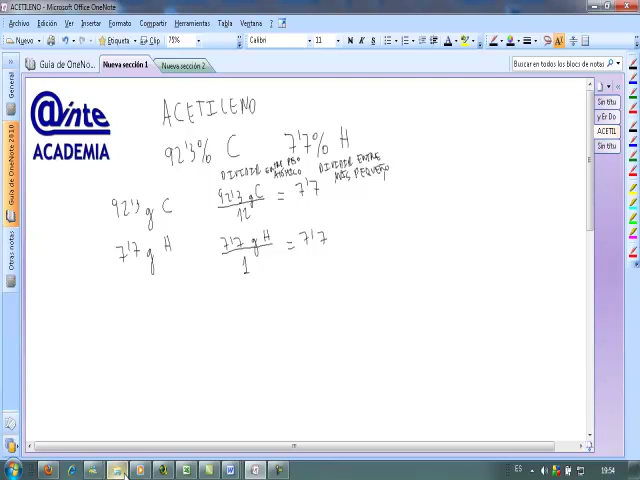 ACETILENO - Microsoft Office OneNote
Archivo Edición Ver Insertar Formato Compartir Herramientas Tabla Ventana ?
Nuevo Etiqueta Clip 75% Calibri 11
Guía de OneNo... Nueva sección 1 Nueva sección 2 Buscar en todos los blocs de notas
General
Guía de OneNote 2010
Otras notas
Sin títu
y Er Do
ACETIL
Sin títu
@inte
ACADEMIA
ACETILENO
92'3% C 7'7% H
DIVIDIR ENTRE PESO ATÓMICO
DIVIDIR ENTRE MÁS PEQUEÑO
92'3 g C 92'3 g C / 12 = 7'7
7'7 g H 7'7 g H / 1 = 7'7
ES 19:54